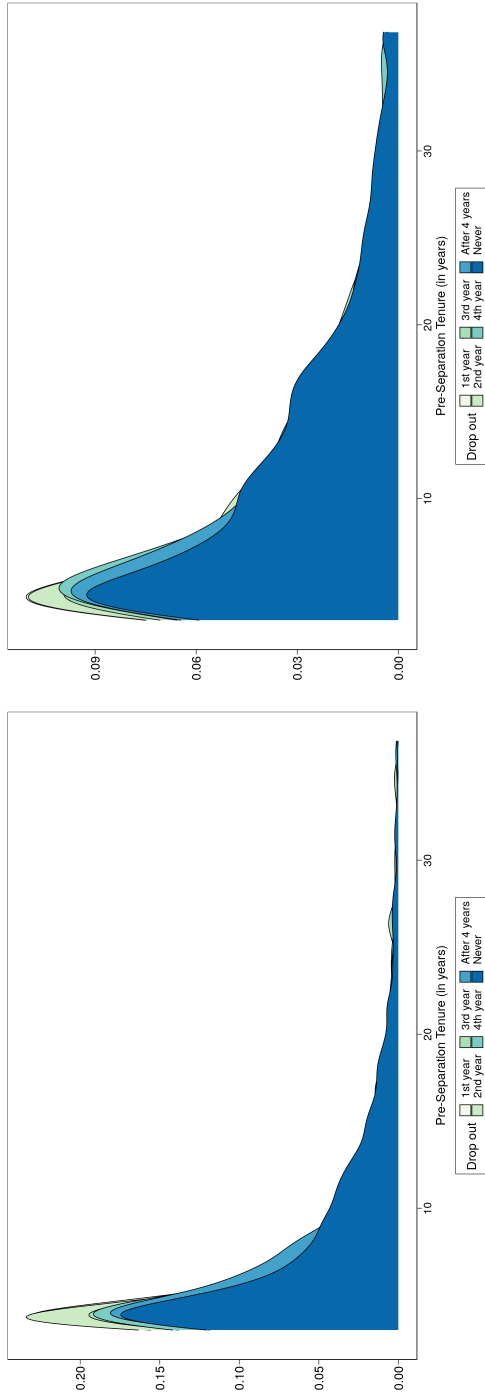 0.20
0.15
0.10
0.05
0.00
10
20
30
Pre-Separation Tenure (in years)
Drop out
1st year
3rd year
After 4 years
2nd year
4th year
Never
0.09
0.06
0.03
0.00
10
20
30
Pre-Separation Tenure (in years)
Drop out
1st year
3rd year
After 4 years
2nd year
4th year
Never